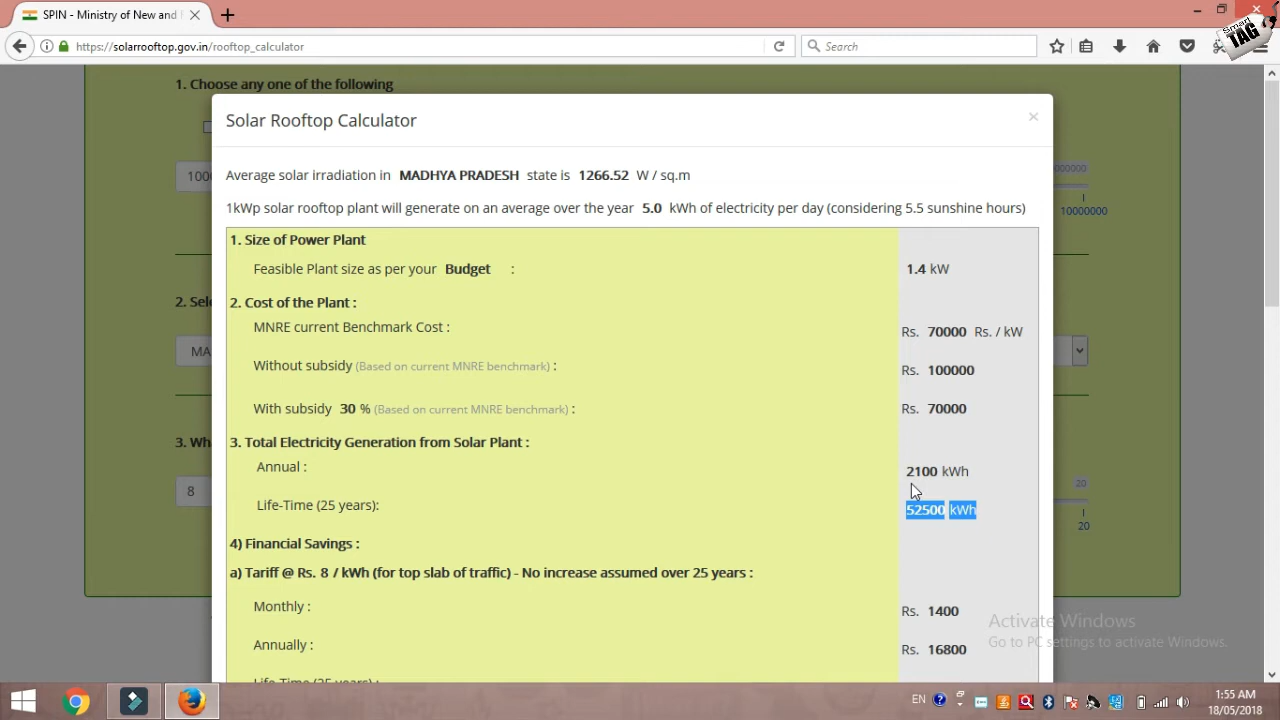 SPIN - Ministry of New and
https://solarrooftop.gov.in/rooftop_calculator
Search
Smart
TAG
1. Choose any one of the following
Solar Rooftop Calculator ×
Average solar irradiation in MADHYA PRADESH state is 1266.52 W / sq.m
1kWp solar rooftop plant will generate on an average over the year 5.0 kWh of electricity per day (considering 5.5 sunshine hours)
10000000
1. Size of Power Plant
Feasible Plant size as per your Budget : 1.4 kW
2. Cost of the Plant :
MNRE current Benchmark Cost : Rs. 70000 Rs. / kW
Without subsidy (Based on current MNRE benchmark) : Rs. 100000
With subsidy 30 % (Based on current MNRE benchmark) : Rs. 70000
3. Total Electricity Generation from Solar Plant :
Annual : 2100 kWh
Life-Time (25 years): 52500 kWh
8
20
20
4) Financial Savings :
a) Tariff @ Rs. 8 / kWh (for top slab of traffic) - No increase assumed over 25 years :
Monthly : Rs. 1400
Annually : Rs. 16800
Activate Windows
Go to PC settings to activate Windows.
EN
1:55 AM
18/05/2018